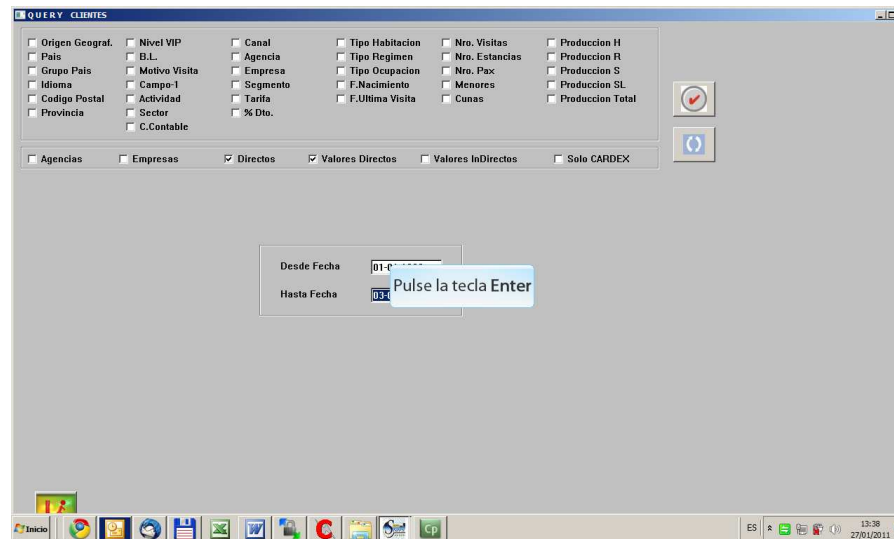 QUERY CLIENTES
Origen Geograf. Nivel VIP Canal Tipo Habitacion Nro. Visitas Produccion H
Pais B.L. Agencia Tipo Regimen Nro. Estancias Produccion R
Grupo Pais Motivo Visita Empresa Tipo Ocupacion Nro. Pax Produccion S
Idioma Campo-1 Segmento F.Nacimiento Menores Produccion SL
Codigo Postal Actividad Tarifa F.Ultima Visita Cunas Produccion Total
Provincia Sector % Dto.
C.Contable
Agencias Empresas Directos Valores Directos Valores InDirectos Solo CARDEX
Desde Fecha
Pulse la tecla Enter
Hasta Fecha
Inicio ES 13:38
27/01/2011